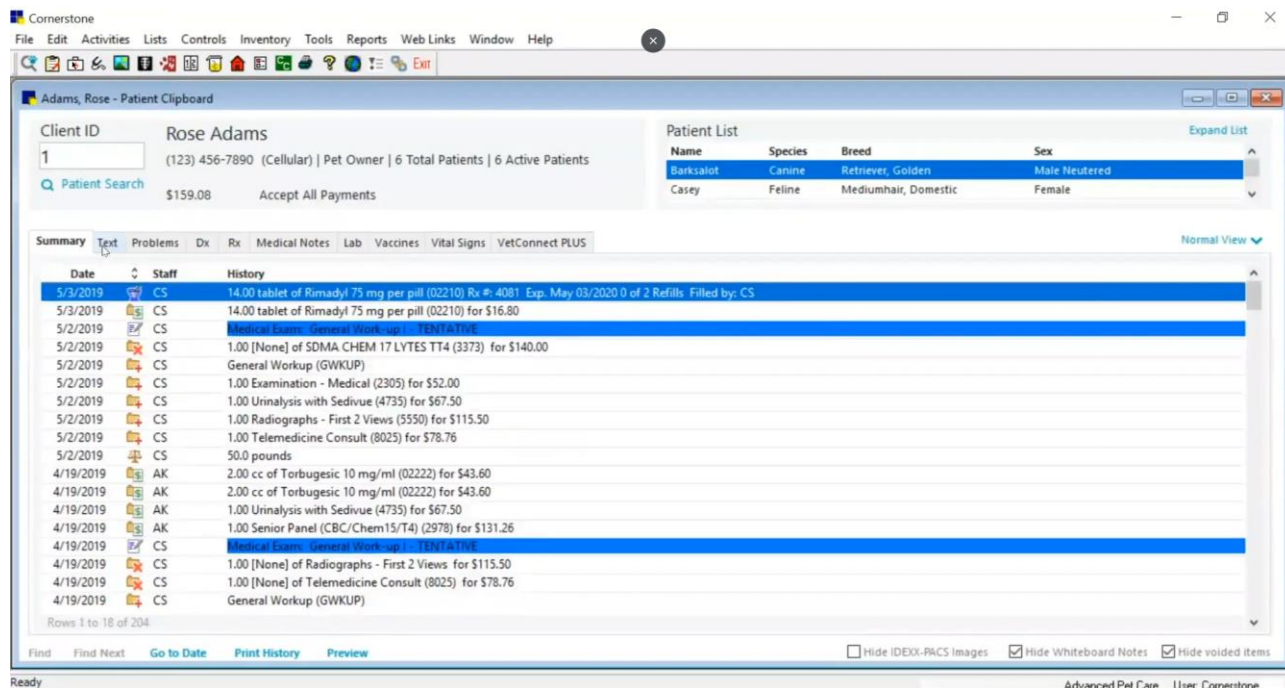 Cornerstone
File Edit Activities Lists Controls Inventory Tools Reports Web Links Window Help
Exit
Adams, Rose - Patient Clipboard
Client ID
1
Patient Search
Rose Adams
(123) 456-7890 (Cellular) | Pet Owner | 6 Total Patients | 6 Active Patients
$159.08 Accept All Payments
Patient List Expand List
Name Species Breed Sex
Barksalot Canine Retriever, Golden Male Neutered
Casey Feline Mediumhair, Domestic Female
Summary Text Problems Dx Rx Medical Notes Lab Vaccines Vital Signs VetConnect PLUS Normal View
Date Staff History
5/3/2019 CS 14.00 tablet of Rimadyl 75 mg per pill (02210) Rx #: 4081 Exp. May 03/2020 0 of 2 Refills Filled by: CS
5/3/2019 CS 14.00 tablet of Rimadyl 75 mg per pill (02210) for $16.80
5/2/2019 CS Medical Exam: General Work-up I - TENTATIVE
5/2/2019 CS 1.00 [None] of SDMA CHEM 17 LYTES TT4 (3373) for $140.00
5/2/2019 CS General Workup (GWKUP)
5/2/2019 CS 1.00 Examination - Medical (2305) for $52.00
5/2/2019 CS 1.00 Urinalysis with Sedivue (4735) for $67.50
5/2/2019 CS 1.00 Radiographs - First 2 Views (5550) for $115.50
5/2/2019 CS 1.00 Telemedicine Consult (8025) for $78.76
5/2/2019 CS 50.0 pounds
4/19/2019 AK 2.00 cc of Torbugesic 10 mg/ml (02222) for $43.60
4/19/2019 AK 2.00 cc of Torbugesic 10 mg/ml (02222) for $43.60
4/19/2019 AK 1.00 Urinalysis with Sedivue (4735) for $67.50
4/19/2019 AK 1.00 Senior Panel (CBC/Chem15/T4) (2978) for $131.26
4/19/2019 CS Medical Exam: General Work-up I - TENTATIVE
4/19/2019 CS 1.00 [None] of Radiographs - First 2 Views for $115.50
4/19/2019 CS 1.00 [None] of Telemedicine Consult (8025) for $78.76
4/19/2019 CS General Workup (GWKUP)
Rows 1 to 18 of 204
Find Find Next Go to Date Print History Preview Hide IDEXX-PACS Images Hide Whiteboard Notes Hide voided items
Ready Advanced Pet Care User: Cornerstone